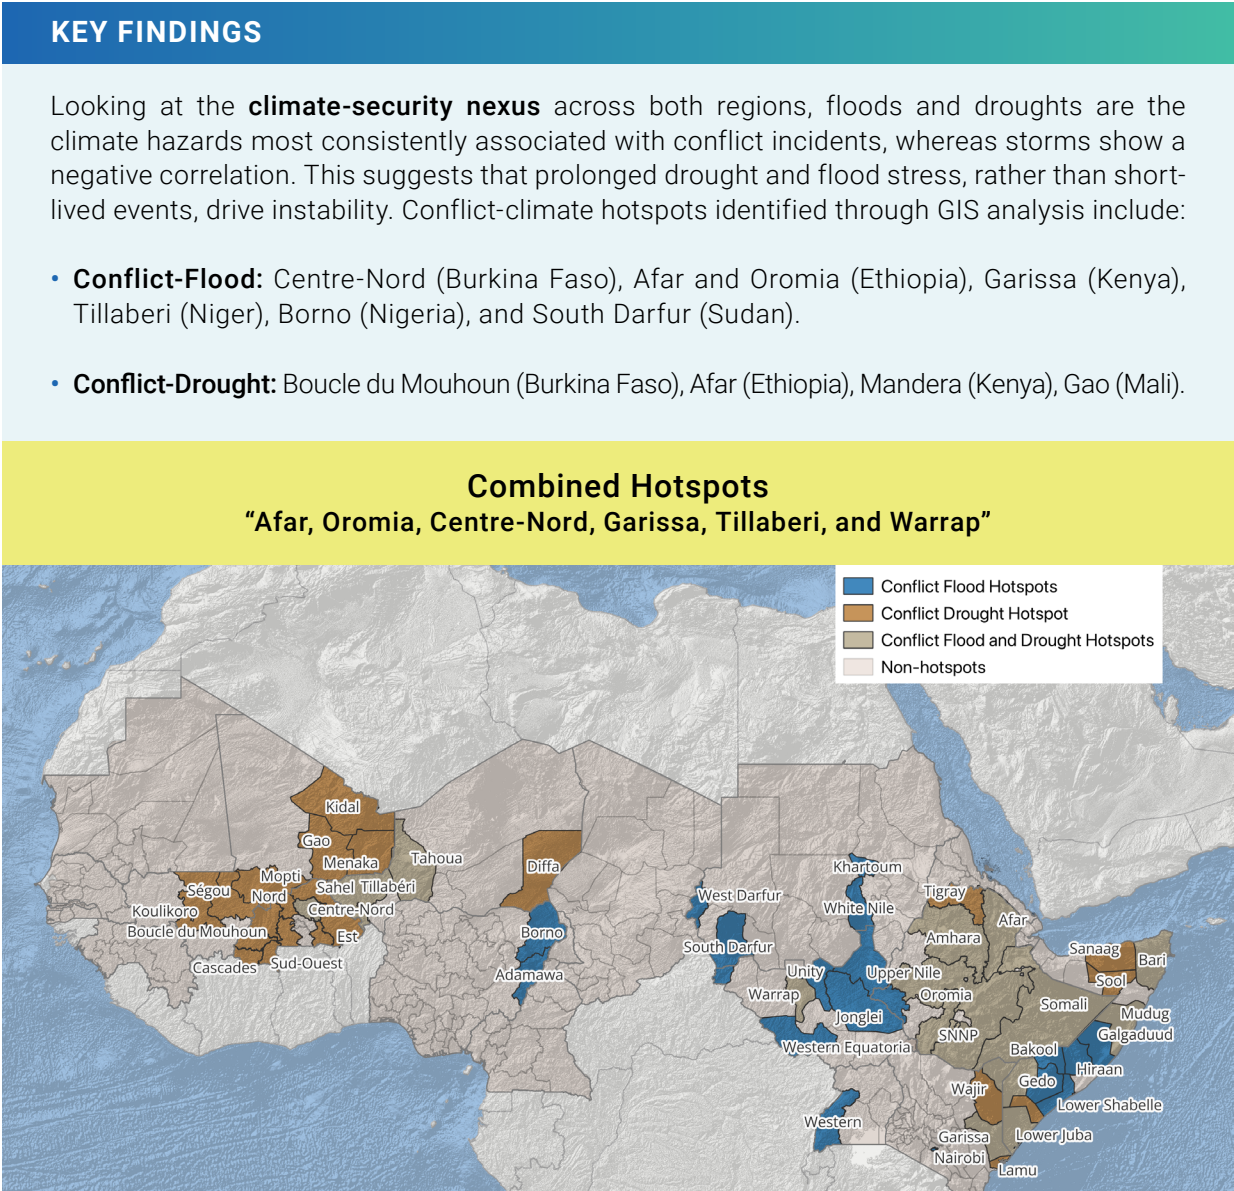 KEY FINDINGS
Looking at the climate-security nexus across both regions, floods and droughts are the
climate hazards most consistently associated with conflict incidents, whereas storms show a
negative correlation. This suggests that prolonged drought and flood stress, rather than short-
lived events, drive instability. Conflict-climate hotspots identified through GIS analysis include:
• Conflict-Flood: Centre-Nord (Burkina Faso), Afar and Oromia (Ethiopia), Garissa (Kenya),
Tillaberi (Niger), Borno (Nigeria), and South Darfur (Sudan).
• Conflict-Drought: Boucle du Mouhoun (Burkina Faso), Afar (Ethiopia), Mandera (Kenya), Gao (Mali).
Combined Hotspots
“Afar, Oromia, Centre-Nord, Garissa, Tillaberi, and Warrap”
Conflict Flood Hotspots
Conflict Drought Hotspot
Conflict Flood and Drought Hotspots
Non-hotspots
Kidal
Gao
Menaka
Tahoua
Mopti
Ségou
Nord
Sahel
Tillabéri
Koulikoro
Centre-Nord
Boucle du Mouhoun
Est
Cascades
Sud-Ouest
Diffa
Borno
Adamawa
Khartoum
West Darfur
White Nile
South Darfur
Unity
Upper Nile
Warrap
Jonglei
Western Equatoria
Western
Tigray
Afar
Amhara
Oromia
SNNP
Somali
Sanaag
Bari
Sool
Mudug
Galgaduud
Bakool
Hiraan
Gedo
Wajir
Lower Shabelle
Garissa
Lower Juba
Nairobi
Lamu